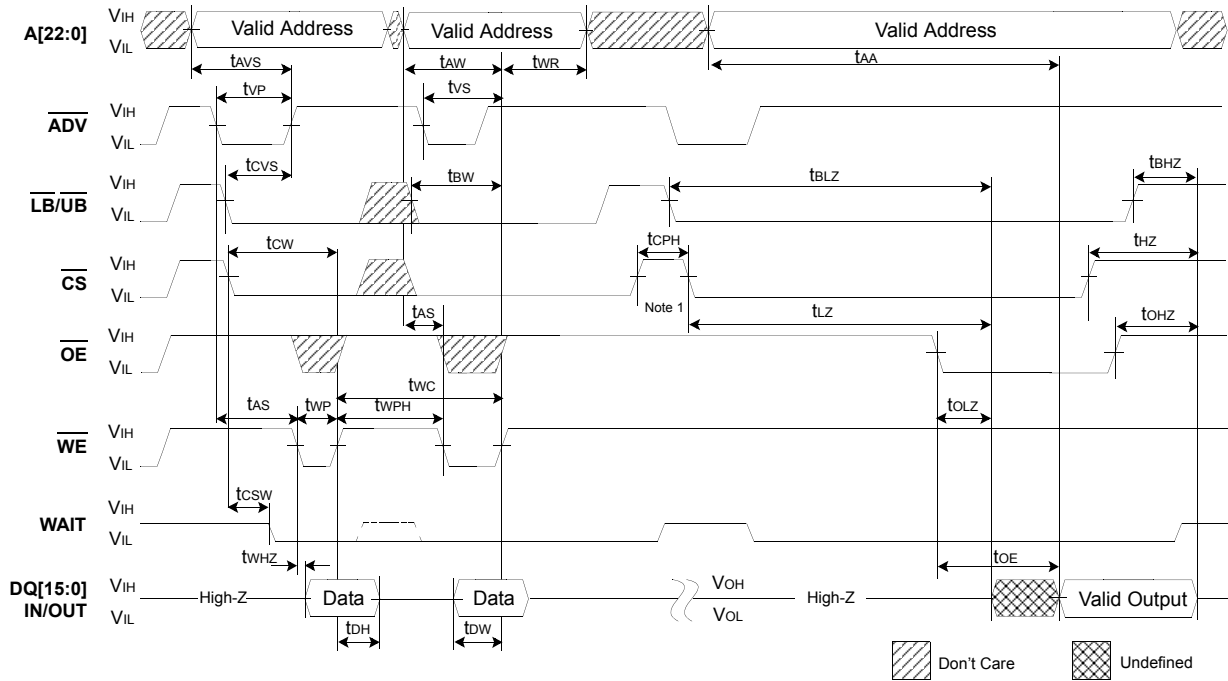 A[22:0] VIH VIL Valid Address Valid Address Valid Address
tAVS tAW tWR tAA
ADV VIH VIL tVP tVS
LB/UB VIH VIL tCVS tBW tBLZ tBHZ
CS VIH VIL tCW tCPH tHZ
Note 1
tAS tLZ tOHZ
OE VIH VIL
tWC
tAS tWP tWPH tOLZ
WE VIH VIL
tCSW
WAIT VIH VIL
tWHZ tOE
DQ[15:0] IN/OUT VIH VIL High-Z Data Data VOH VOL High-Z Valid Output
tDH tDW
Don't Care Undefined